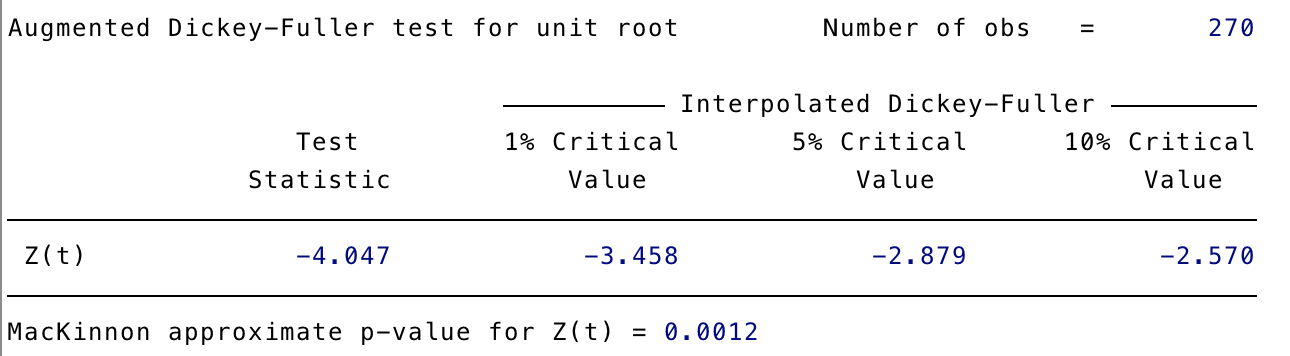 Augmented Dickey–Fuller test for unit root Number of obs = 270
Interpolated Dickey–Fuller
Test 1% Critical 5% Critical 10% Critical
Statistic Value Value Value
Z(t) −4.047 −3.458 −2.879 −2.570
MacKinnon approximate p-value for Z(t) = 0.0012